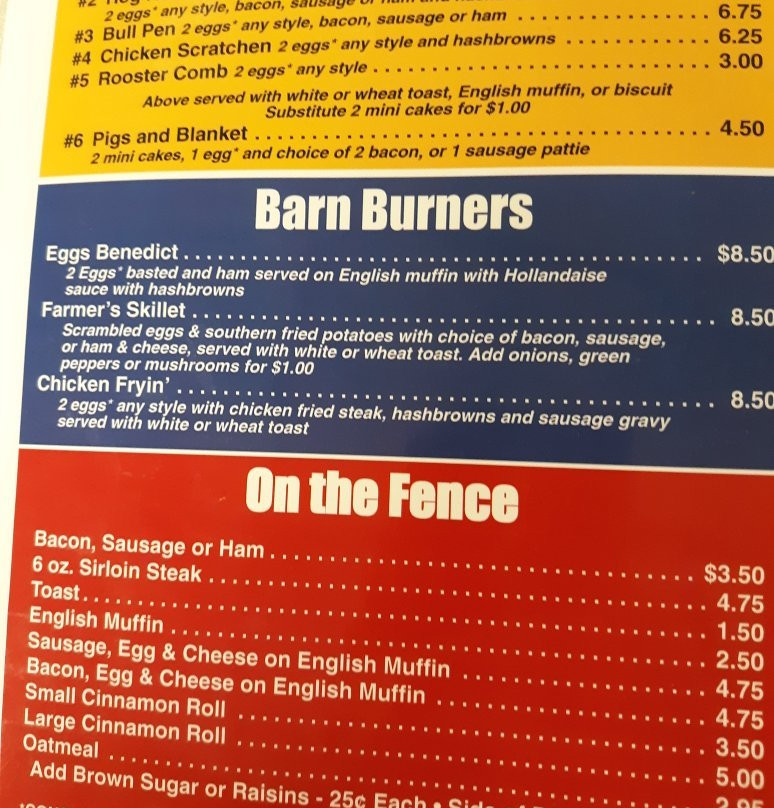 #2
2 eggs* any style, bacon, sausage or ham and
#3 Bull Pen 2 eggs* any style, bacon, sausage or ham . . . . . . . . . . . . . . . . . . 6.75
#4 Chicken Scratchen 2 eggs* any style and hashbrowns . . . . . . . . . . . . . . 6.25
#5 Rooster Comb 2 eggs* any style . . . . . . . . . . . . . . . . . . . . . . . . . . . . . . 3.00
Above served with white or wheat toast, English muffin, or biscuit
Substitute 2 mini cakes for $1.00
#6 Pigs and Blanket . . . . . . . . . . . . . . . . . . . . . . . . . . . . . . . . . . . . . . . . 4.50
2 mini cakes, 1 egg* and choice of 2 bacon, or 1 sausage pattie
Barn Burners
Eggs Benedict . . . . . . . . . . . . . . . . . . . . . . . . . . . . . . . . . . . . . . . . . . . . $8.50
2 Eggs* basted and ham served on English muffin with Hollandaise
sauce with hashbrowns
Farmer's Skillet . . . . . . . . . . . . . . . . . . . . . . . . . . . . . . . . . . . . . . . . . . . 8.50
Scrambled eggs & southern fried potatoes with choice of bacon, sausage,
or ham & cheese, served with white or wheat toast. Add onions, green
peppers or mushrooms for $1.00
Chicken Fryin' . . . . . . . . . . . . . . . . . . . . . . . . . . . . . . . . . . . . . . . . . . . . 8.50
2 eggs* any style with chicken fried steak, hashbrowns and sausage gravy
served with white or wheat toast
On the Fence
Bacon, Sausage or Ham . . . . . . . . . . . . . . . . . . . . . . . . . . . . . . . . . . $3.50
6 oz. Sirloin Steak . . . . . . . . . . . . . . . . . . . . . . . . . . . . . . . . . . . . . . . 4.75
Toast . . . . . . . . . . . . . . . . . . . . . . . . . . . . . . . . . . . . . . . . . . . . . . . . . 1.50
English Muffin . . . . . . . . . . . . . . . . . . . . . . . . . . . . . . . . . . . . . . . . . . 2.50
Sausage, Egg & Cheese on English Muffin . . . . . . . . . . . . . . . . . . . 4.75
Bacon, Egg & Cheese on English Muffin . . . . . . . . . . . . . . . . . . . . . 4.75
Small Cinnamon Roll . . . . . . . . . . . . . . . . . . . . . . . . . . . . . . . . . . . . 3.50
Large Cinnamon Roll . . . . . . . . . . . . . . . . . . . . . . . . . . . . . . . . . . . . 5.00
Oatmeal . . . . . . . . . . . . . . . . . . . . . . . . . . . . . . . . . . . . . . . . . . . . . .
Add Brown Sugar or Raisins - 25¢ Each •